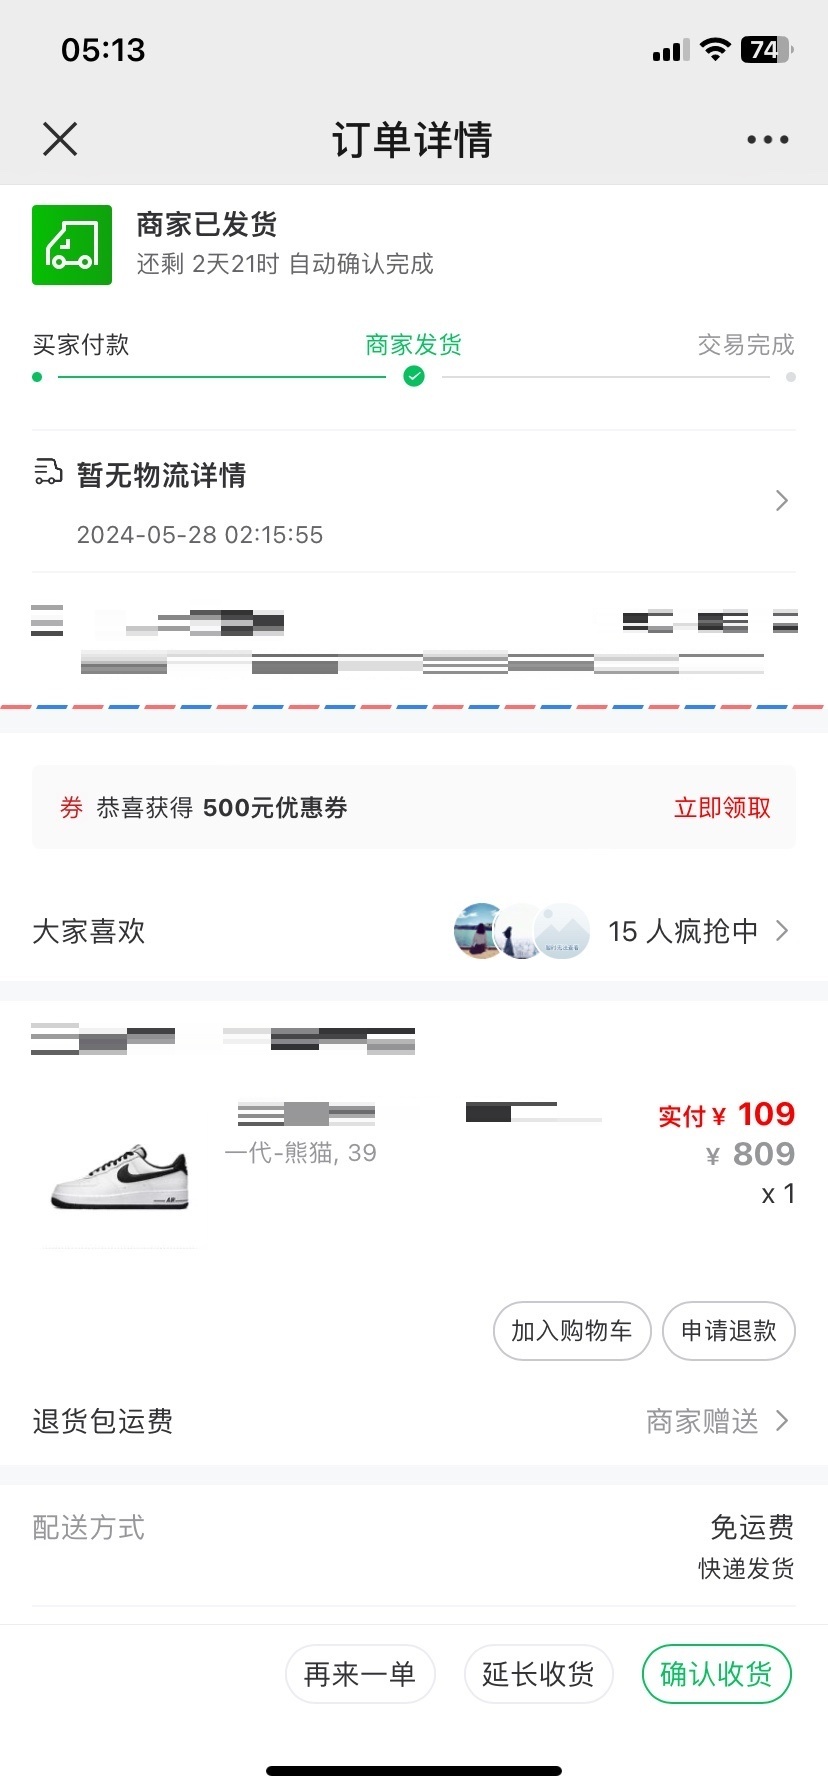 05:13
74
订单详情
商家已发货
还剩 2天21时 自动确认完成
买家付款 商家发货 交易完成
暂无物流详情
2024-05-28 02:15:55
券 恭喜获得 500元优惠券 立即领取
大家喜欢 15 人疯抢中
实付 ¥ 109
一代-熊猫, 39 ¥ 809
x 1
加入购物车 申请退款
退货包运费 商家赠送
配送方式 免运费
快递发货
再来一单 延长收货 确认收货